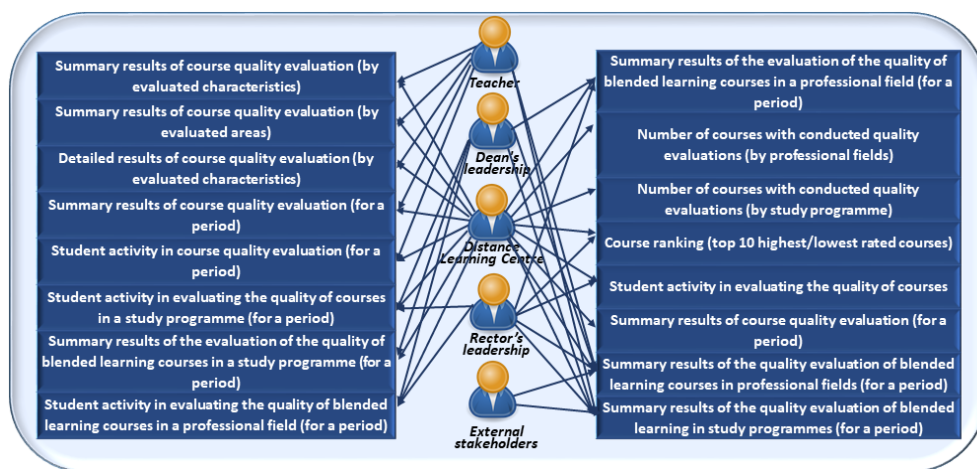 Summary results of course quality evaluation (by
evaluated characteristics)
Summary results of course quality evaluation (by
evaluated areas)
Detailed results of course quality evaluation (by
evaluated characteristics)
Summary results of course quality evaluation (for a
period)
Student activity in course quality evaluation (for a
period)
Student activity in evaluating the quality of courses
in a study programme (for a period)
Summary results of the evaluation of the quality of
blended learning courses in a study programme (for a
period)
Student activity in evaluating the quality of blended
learning courses in a professional field (for a period)
Teacher
Dean's
leadership
Distance
Learning Centre
Rector's
leadership
External
stakeholders
Summary results of the evaluation of the quality of
blended learning courses in a professional field (for a
period)
Number of courses with conducted quality
evaluations (by professional fields)
Number of courses with conducted quality
evaluations (by study programme)
Course ranking (top 10 highest/lowest rated courses)
Student activity in evaluating the quality of courses
Summary results of course quality evaluation (for a
period)
Summary results of the quality evaluation of blended
learning courses in professional fields (for a period)
Summary results of the quality evaluation of blended
learning in study programmes (for a period)